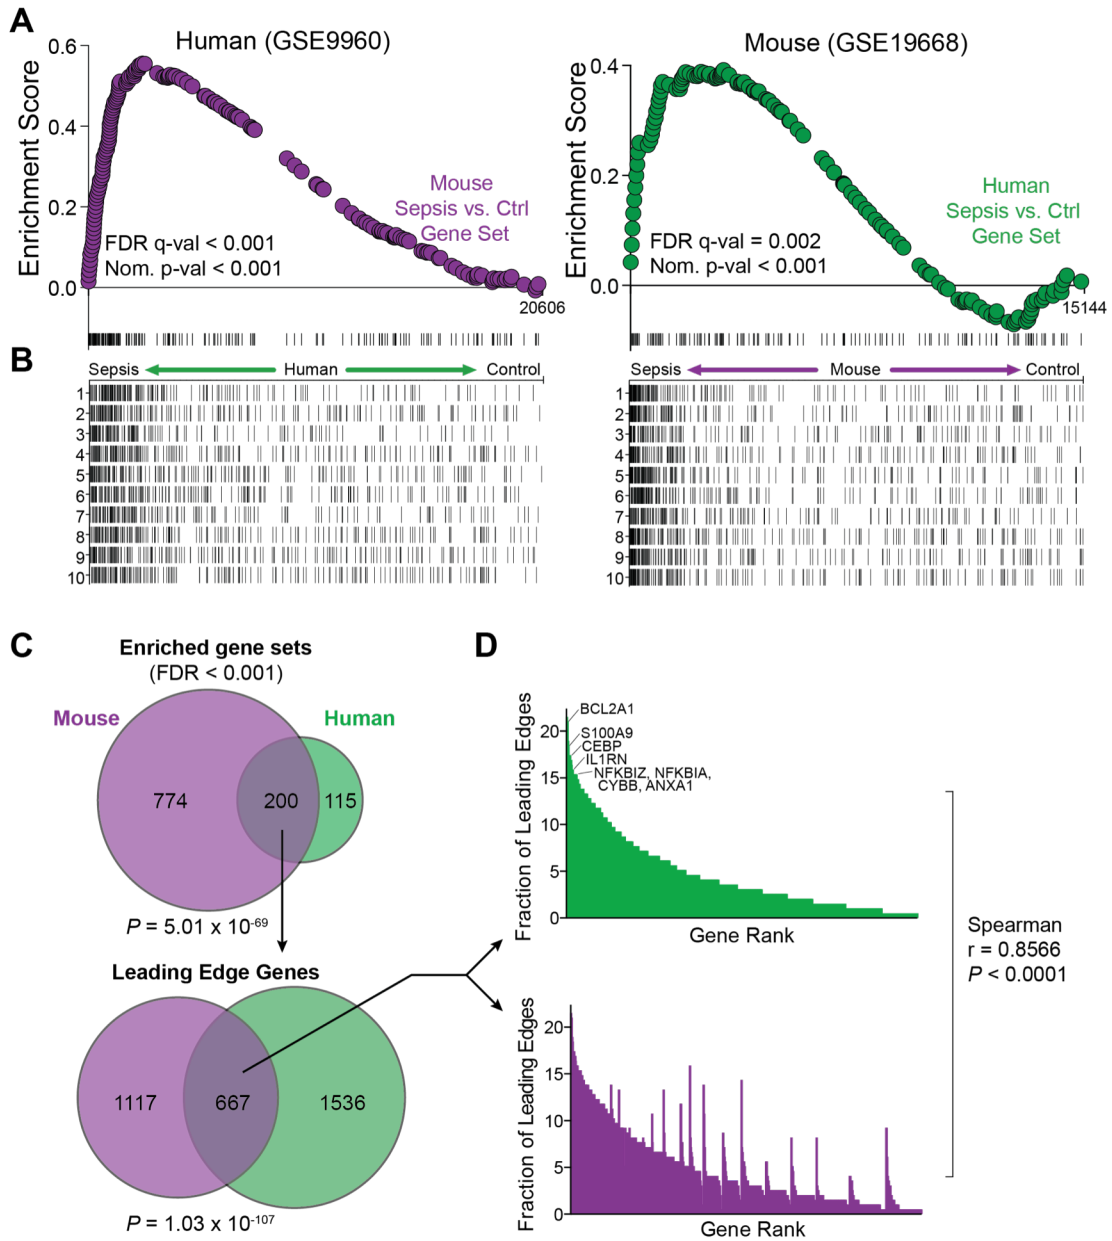 A
Human (GSE9960)
Enrichment Score
0.6
0.4
0.2
0.0
Mouse
Sepsis vs. Ctrl
Gene Set
FDR q-val < 0.001
Nom. p-val < 0.001
20606
Mouse (GSE19668)
Enrichment Score
0.4
0.2
0.0
Human
Sepsis vs. Ctrl
Gene Set
FDR q-val = 0.002
Nom. p-val < 0.001
15144
B
Sepsis Human Control
1
2
3
4
5
6
7
8
9
10
Sepsis Mouse Control
1
2
3
4
5
6
7
8
9
10
C
Enriched gene sets
(FDR < 0.001)
Mouse
Human
774
200
115
P = 5.01 x 10-69
Leading Edge Genes
1117
667
1536
P = 1.03 x 10-107
D
Fraction of Leading Edges
20
15
10
5
0
BCL2A1
S100A9
CEBP
IL1RN
NFKBIZ, NFKBIA,
CYBB, ANXA1
Gene Rank
Fraction of Leading Edges
20
15
10
5
0
Gene Rank
Spearman
r = 0.8566
P < 0.0001